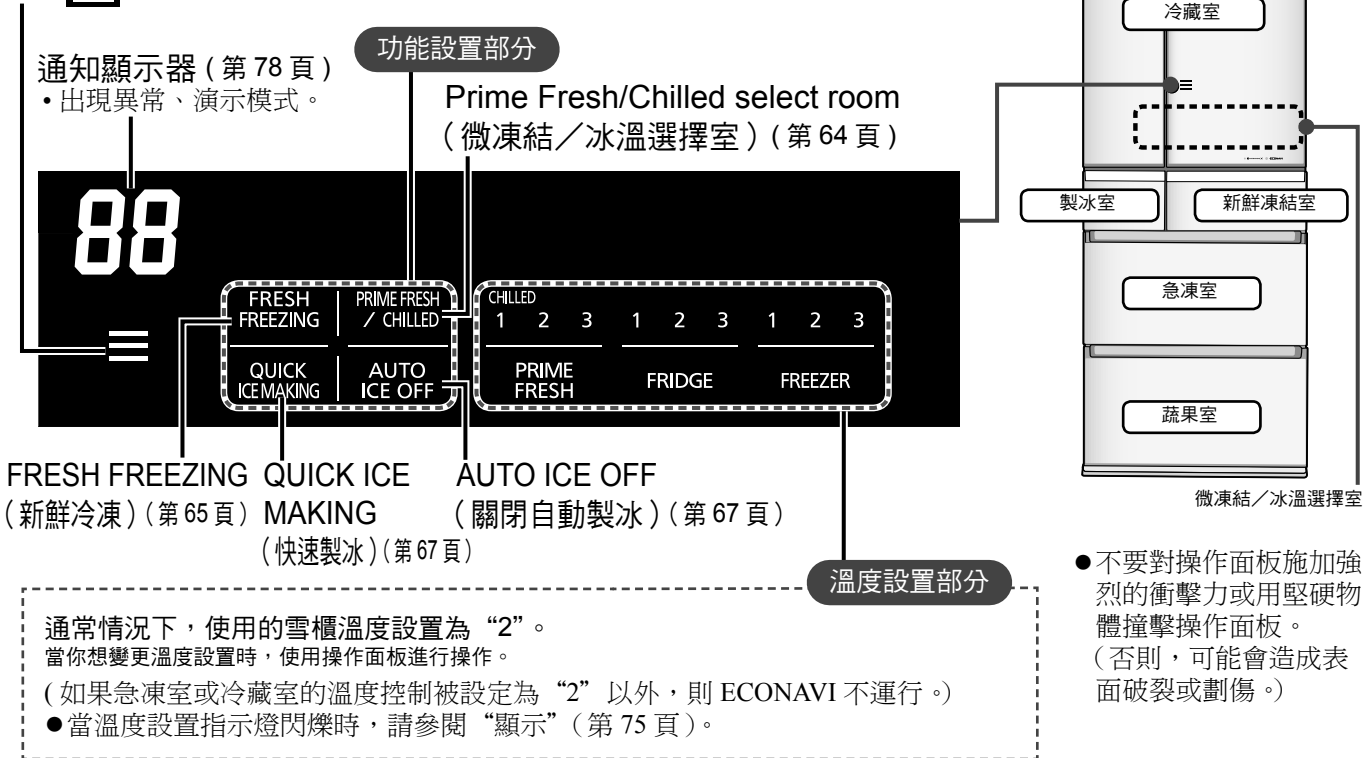 冷藏室
功能設置部分
通知顯示器 ( 第 78 頁 )
• 出現異常、演示模式。
Prime Fresh/Chilled select room
（微凍結／冰溫選擇室）( 第 64 頁 )
88
製冰室
新鮮凍結室
FRESH
FREEZING
PRIME FRESH
/ CHILLED
CHILLED
1 2 3 1 2 3 1 2 3
急凍室
QUICK
ICE MAKING
AUTO
ICE OFF
PRIME
FRESH
FRIDGE
FREEZER
蔬果室
FRESH FREEZING
（新鮮冷凍）( 第 65 頁 )
QUICK ICE
MAKING
（快速製冰）( 第 67 頁 )
AUTO ICE OFF
（關閉自動製冰）( 第 67 頁 )
微凍結／冰溫選擇室
溫度設置部分
通常情況下，使用的雪櫃溫度設置為“2”。
當你想變更溫度設置時，使用操作面板進行操作。
( 如果急凍室或冷藏室的溫度控制被設定為“2”以外，則 ECONAVI 不運行。)
●當溫度設置指示燈閃爍時，請參閱“顯示”( 第 75 頁 )。
●不要對操作面板施加強
烈的衝擊力或用堅硬物
體撞擊操作面板。
（否則，可能會造成表
面破裂或劃傷。）